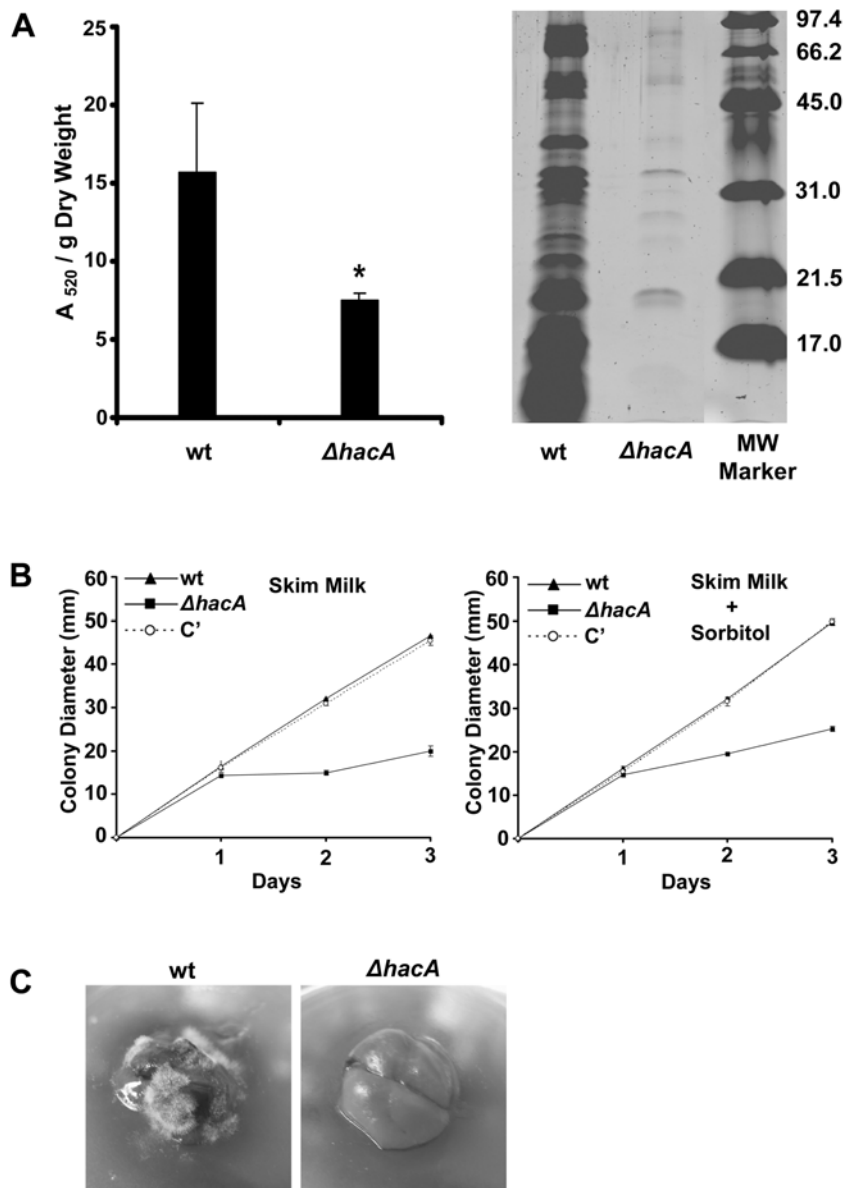 A
25
20
15
10
5
0
A 520 / g Dry Weight
*
wt
ΔhacA
97.4
66.2
45.0
31.0
21.5
17.0
wt
ΔhacA
MW
Marker
B
60
50
40
30
20
10
0
Colony Diameter (mm)
wt
ΔhacA
C'
Skim Milk
1
2
3
Days
60
50
40
30
20
10
0
Colony Diameter (mm)
wt
ΔhacA
C'
Skim Milk
+
Sorbitol
1
2
3
Days
C
wt
ΔhacA